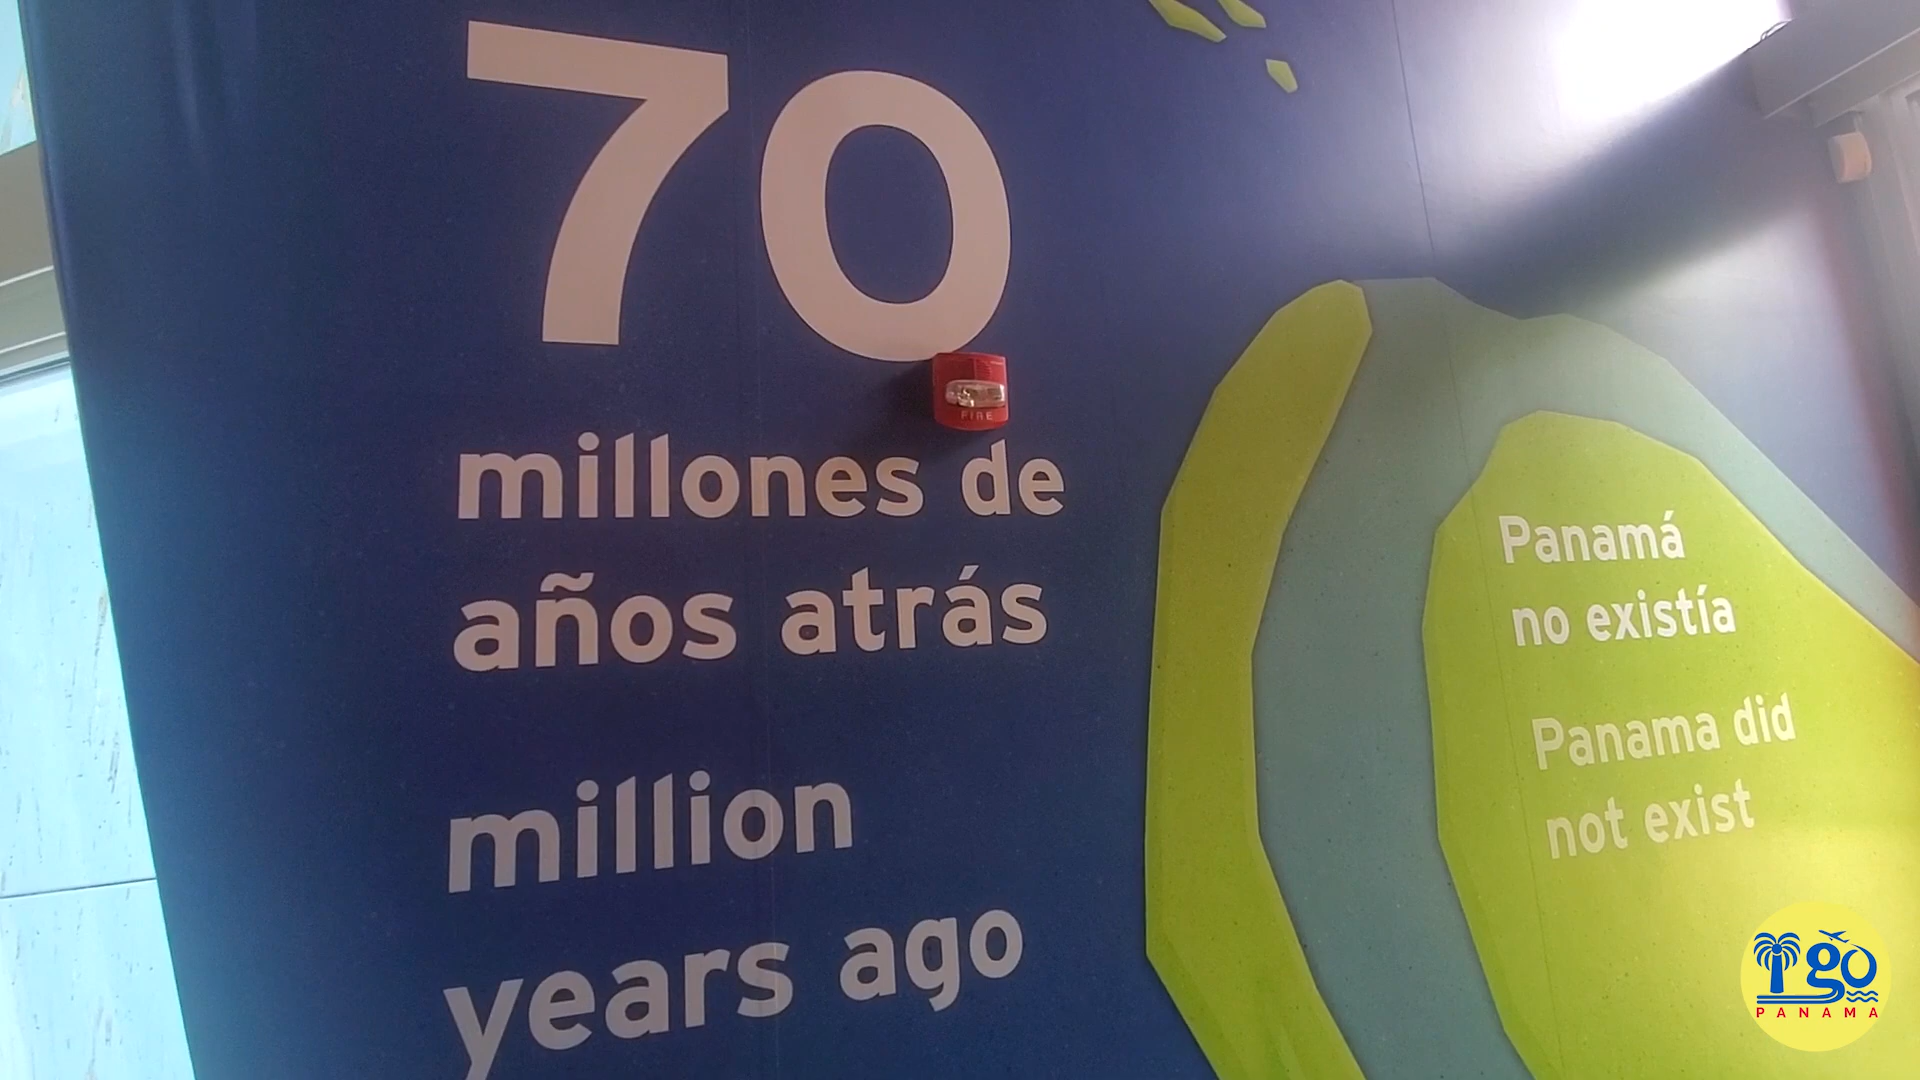 70
FIRE
millones de
años atrás
million
years ago
Panamá
no existía
Panama did
not exist
go
PANAMA